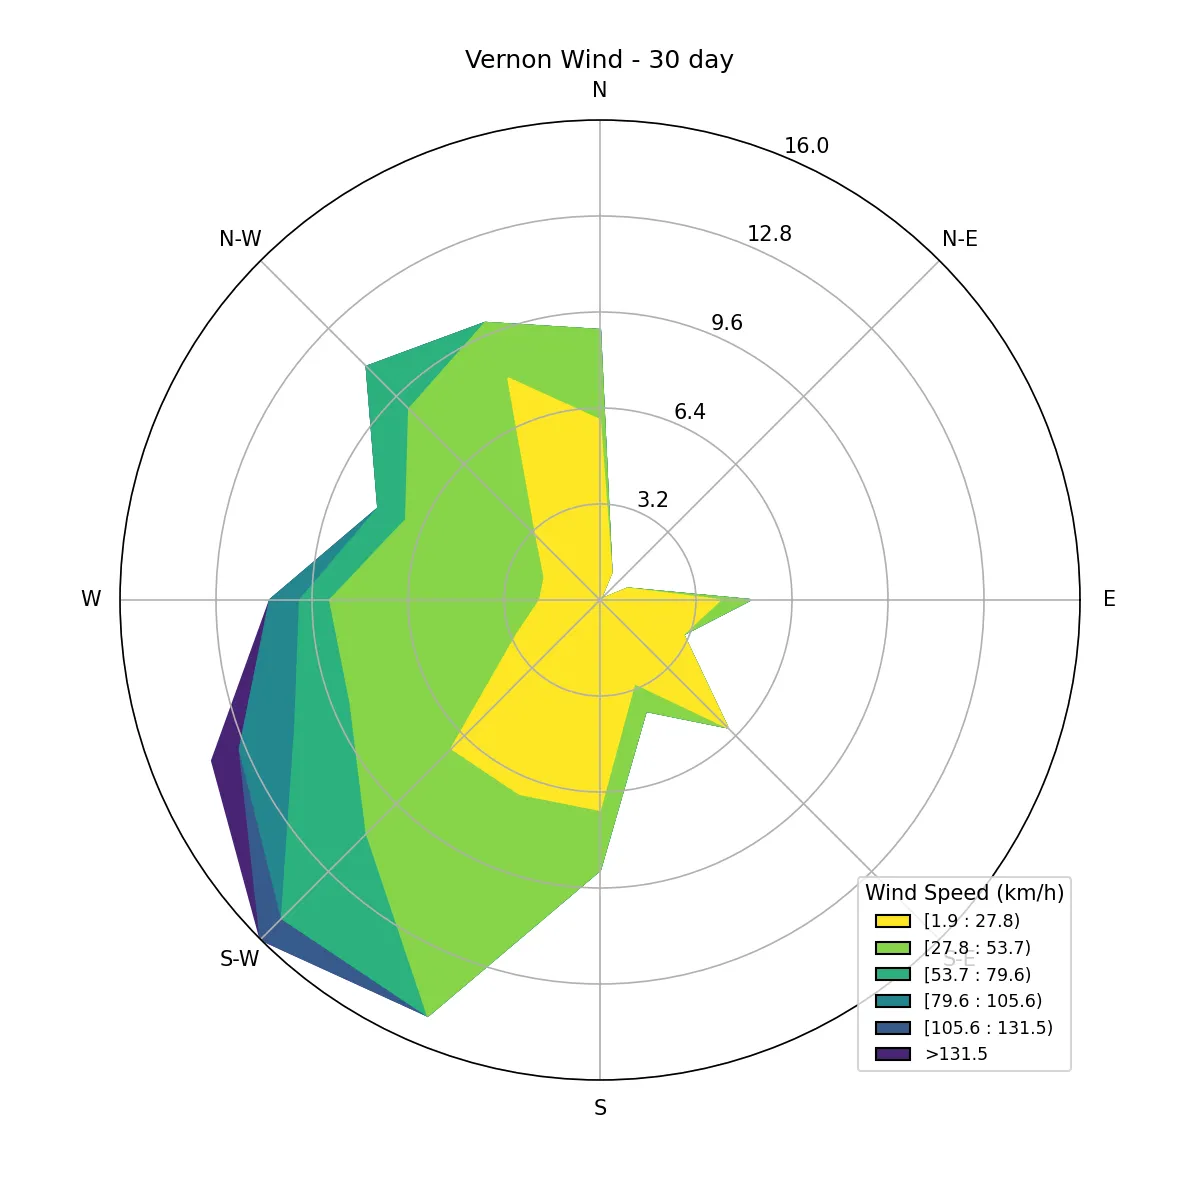 Vernon Wind - 30 day
N
16.0
N-W
N-E
12.8
9.6
6.4
3.2
W
E
S-W
S-E
S
Wind Speed (km/h)
[1.9 : 27.8)
[27.8 : 53.7)
[53.7 : 79.6)
[79.6 : 105.6)
[105.6 : 131.5)
>131.5